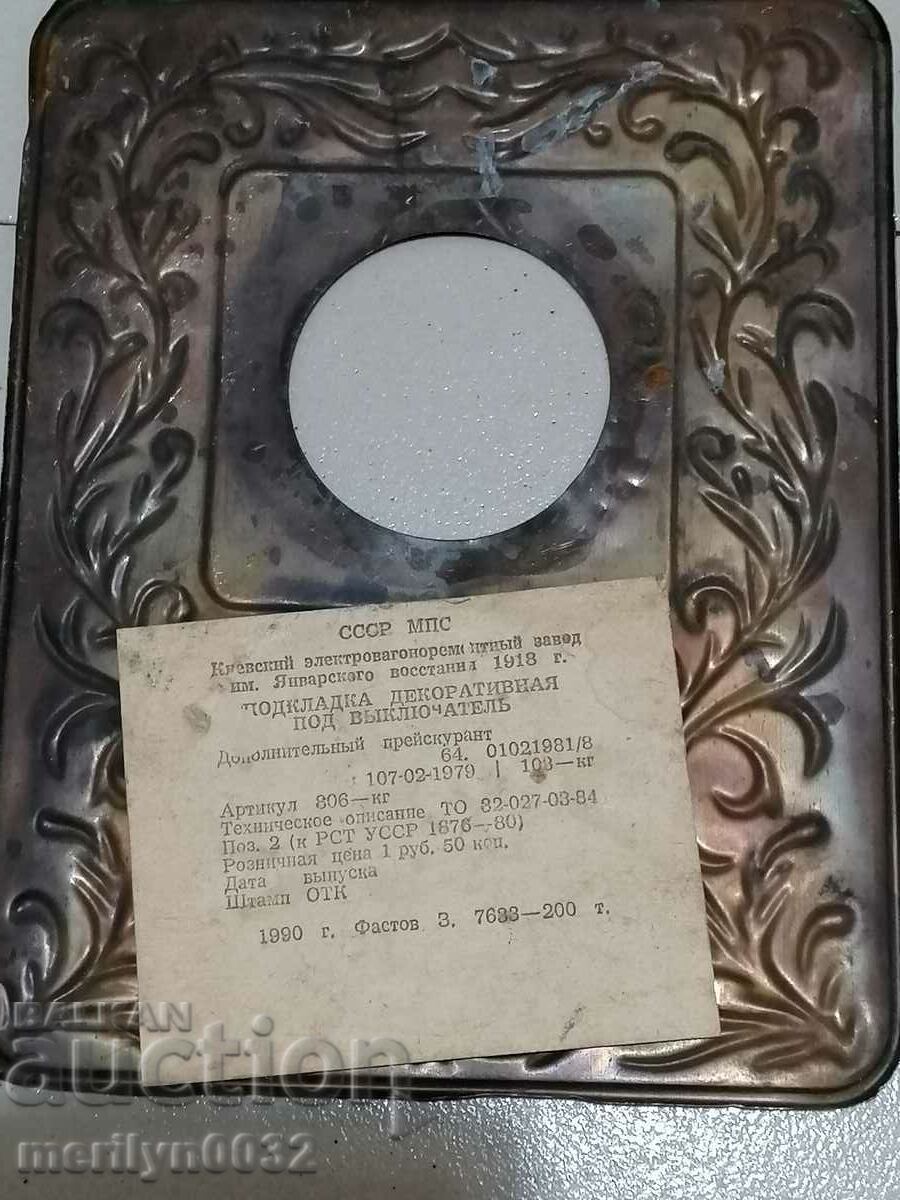 СССР МПС
Киевский электровагоноремонтный завод
им. Январского восстания 1918 г.
ПОДКЛАДКА ДЕКОРАТИВНАЯ
ПОД ВЫКЛЮЧАТЕЛЬ
Дополнительный прейскурант
64. 01021981/8
107-02-1979 | 103—кг
Артикул 806—кг
Техническое описание ТО 32-027-03-84
Поз. 2 (к РСТ УССР 1876—80)
Розничная цена 1 руб. 50 коп.
Дата выпуска
Штамп ОТК
1990 г. Фастов З. 7633—200 т.
BALKAN
auction
merilyn0032